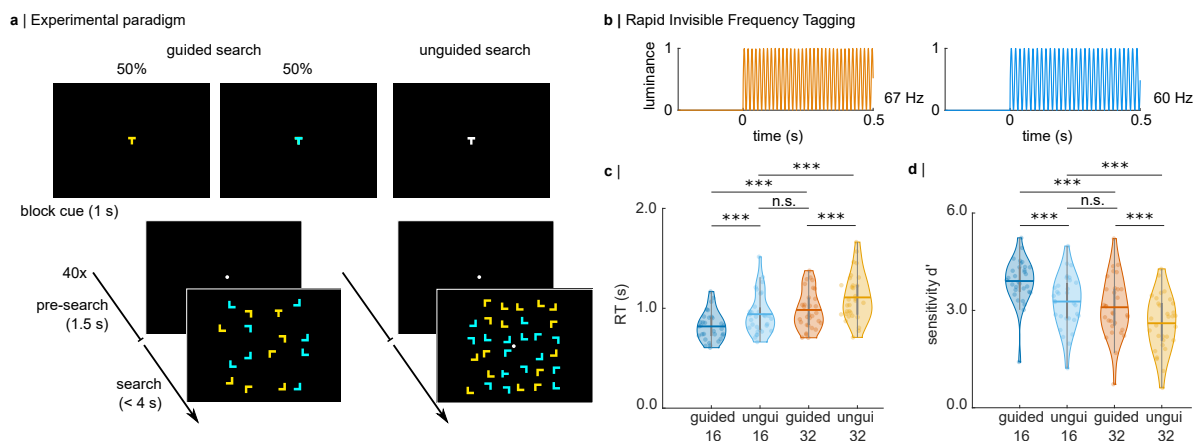 a | Experimental paradigm
guided search
unguided search
50%
50%
T
T
T
block cue (1 s)
40x
pre-search
(1.5 s)
search
(< 4 s)
T
b | Rapid Invisible Frequency Tagging
luminance
1
0
0
0.5
time (s)
67 Hz
1
0
0
0.5
time (s)
60 Hz
c |
***
***
n.s.
***
***
RT (s)
2.0
1.0
0.0
guided
16
ungui
16
guided
32
ungui
32
d |
***
***
n.s.
***
***
sensitivity d'
6.0
3.0
0.0
guided
16
ungui
16
guided
32
ungui
32